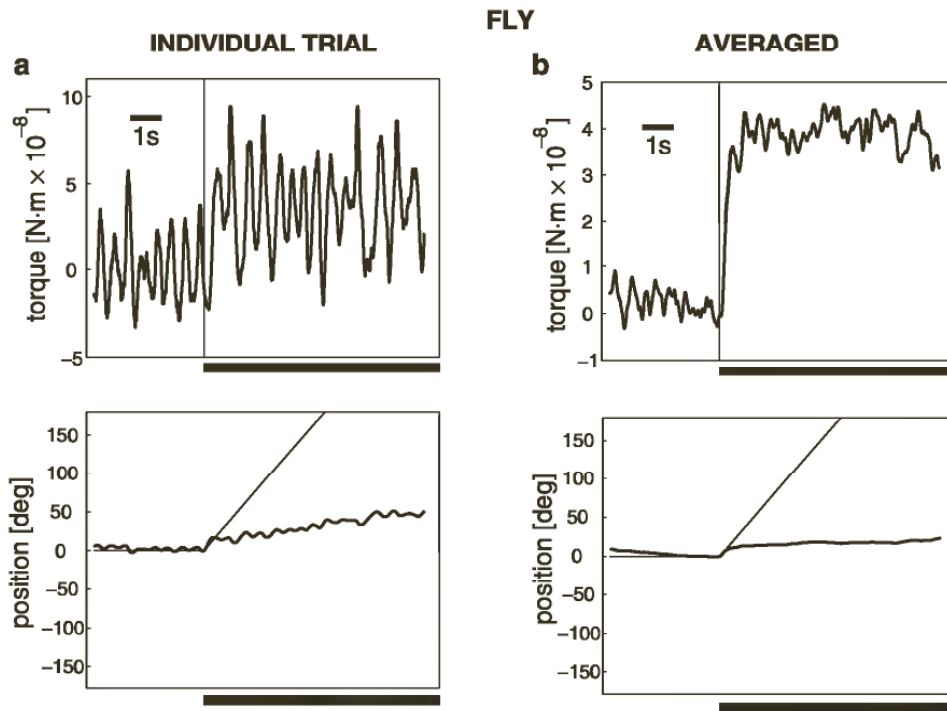 FLY
INDIVIDUAL TRIAL
AVERAGED
a
b
torque [N·m × 10⁻⁸]
10
5
0
−5
1s
torque [N·m × 10⁻⁸]
5
4
3
2
1
0
−1
1s
position [deg]
150
100
50
0
−50
−100
−150
position [deg]
150
100
50
0
−50
−100
−150